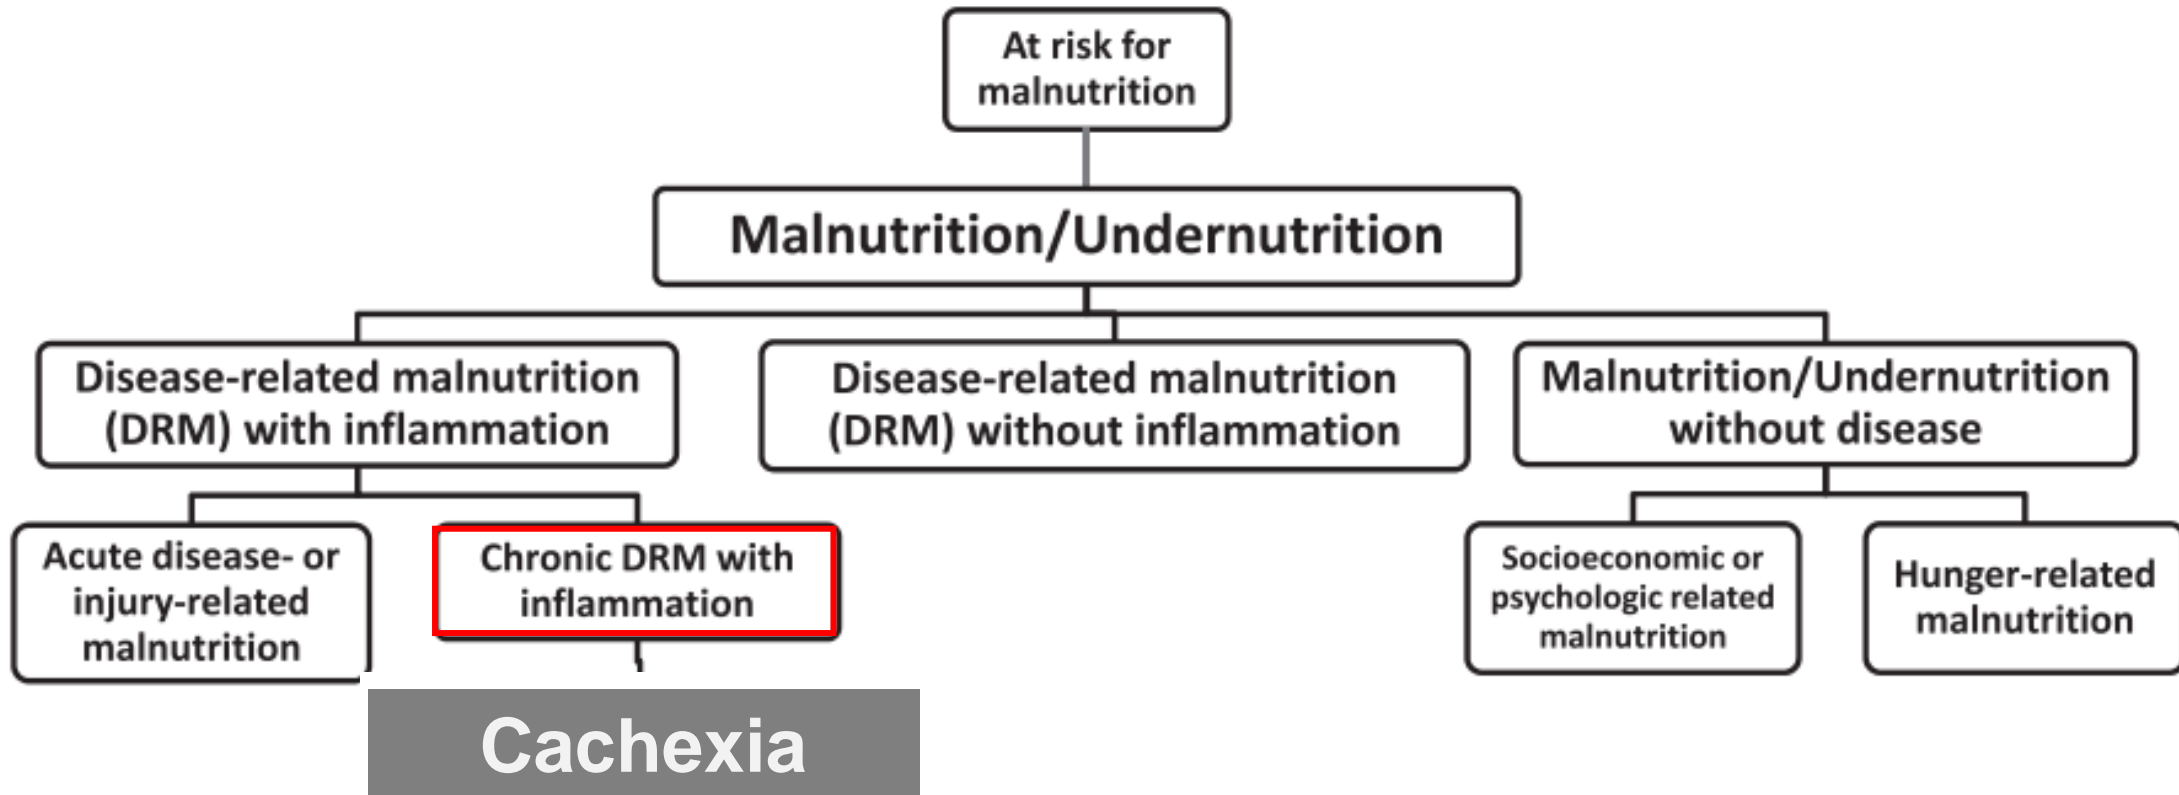 At risk for
malnutrition
Malnutrition/Undernutrition
Disease-related malnutrition
(DRM) with inflammation
Disease-related malnutrition
(DRM) without inflammation
Malnutrition/Undernutrition
without disease
Acute disease- or
injury-related
malnutrition
Chronic DRM with
inflammation
Socioeconomic or
psychologic related
malnutrition
Hunger-related
malnutrition
Cachexia